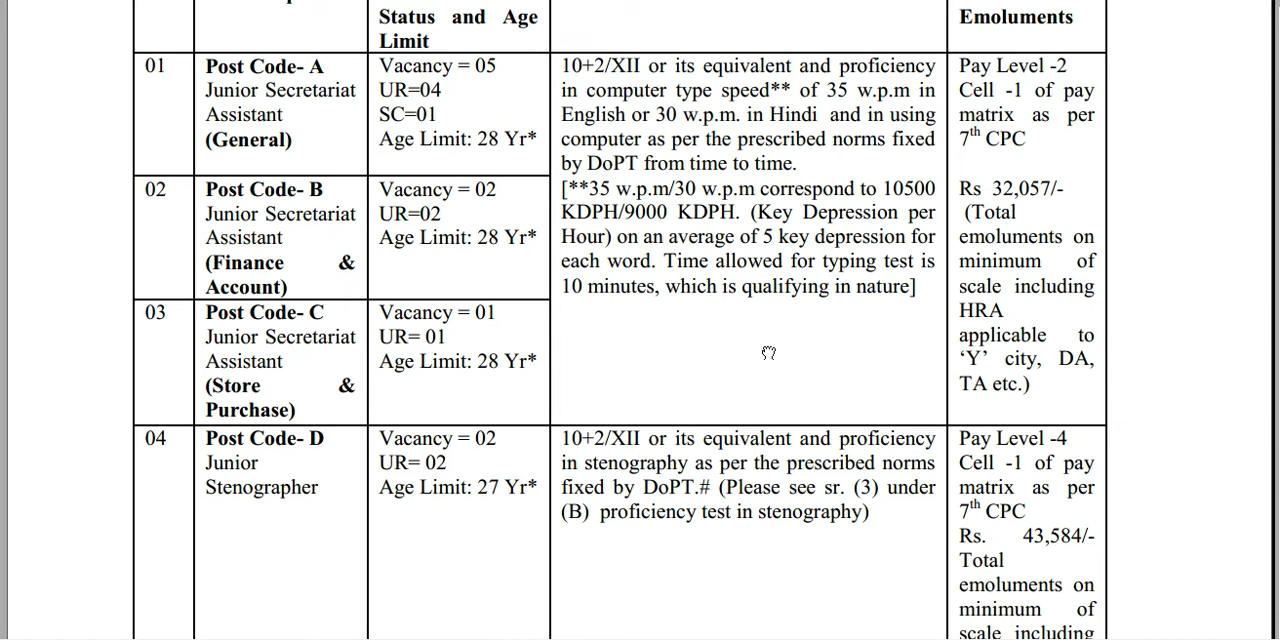 Status and Age
Limit
Emoluments
01
Post Code- A
Junior Secretariat
Assistant
(General)
Vacancy = 05
UR=04
SC=01
Age Limit: 28 Yr*
10+2/XII or its equivalent and proficiency
in computer type speed** of 35 w.p.m in
English or 30 w.p.m. in Hindi and in using
computer as per the prescribed norms fixed
by DoPT from time to time.
[**35 w.p.m/30 w.p.m correspond to 10500
KDPH/9000 KDPH. (Key Depression per
Hour) on an average of 5 key depression for
each word. Time allowed for typing test is
10 minutes, which is qualifying in nature]
Pay Level -2
Cell -1 of pay
matrix as per
7th CPC
Rs 32,057/-
(Total
emoluments on
minimum of
scale including
HRA
applicable to
‘Y’ city, DA,
TA etc.)
02
Post Code- B
Junior Secretariat
Assistant
(Finance &
Account)
Vacancy = 02
UR=02
Age Limit: 28 Yr*
03
Post Code- C
Junior Secretariat
Assistant
(Store &
Purchase)
Vacancy = 01
UR= 01
Age Limit: 28 Yr*
04
Post Code- D
Junior
Stenographer
Vacancy = 02
UR= 02
Age Limit: 27 Yr*
10+2/XII or its equivalent and proficiency
in stenography as per the prescribed norms
fixed by DoPT.# (Please see sr. (3) under
(B) proficiency test in stenography)
Pay Level -4
Cell -1 of pay
matrix as per
7th CPC
Rs. 43,584/-
Total
emoluments on
minimum of
scale including